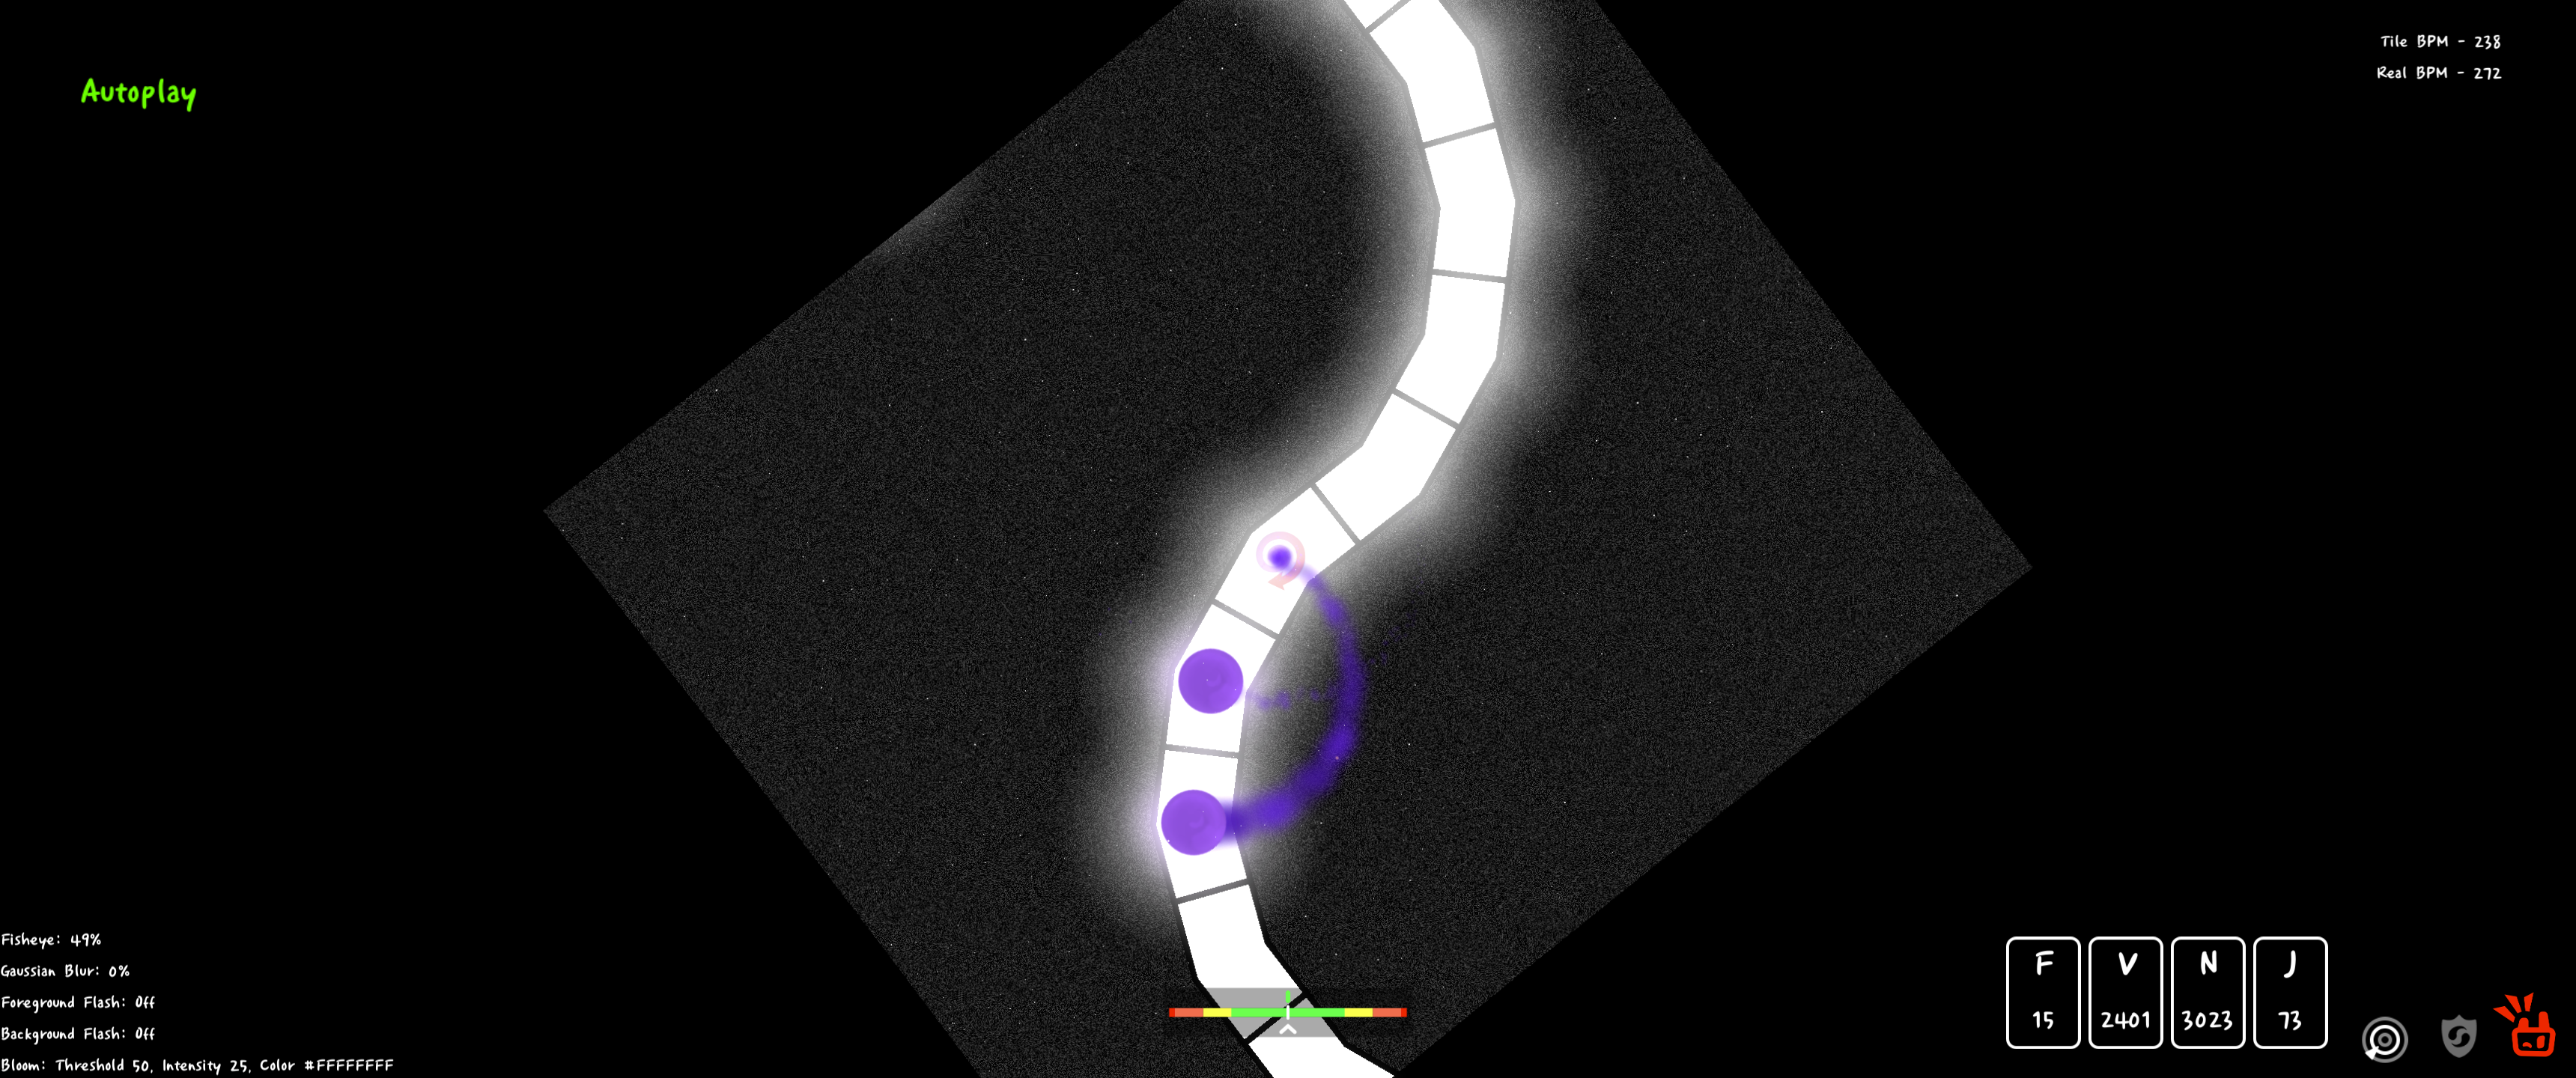 Autoplay
Tile BPM - 238
Real BPM - 272
Fisheye: 49%
Gaussian Blur: 0%
Foreground Flash: Off
Background Flash: Off
Bloom: Threshold 50, Intensity 25, Color #FFFFFFFF
F V N J
15 2401 3023 73